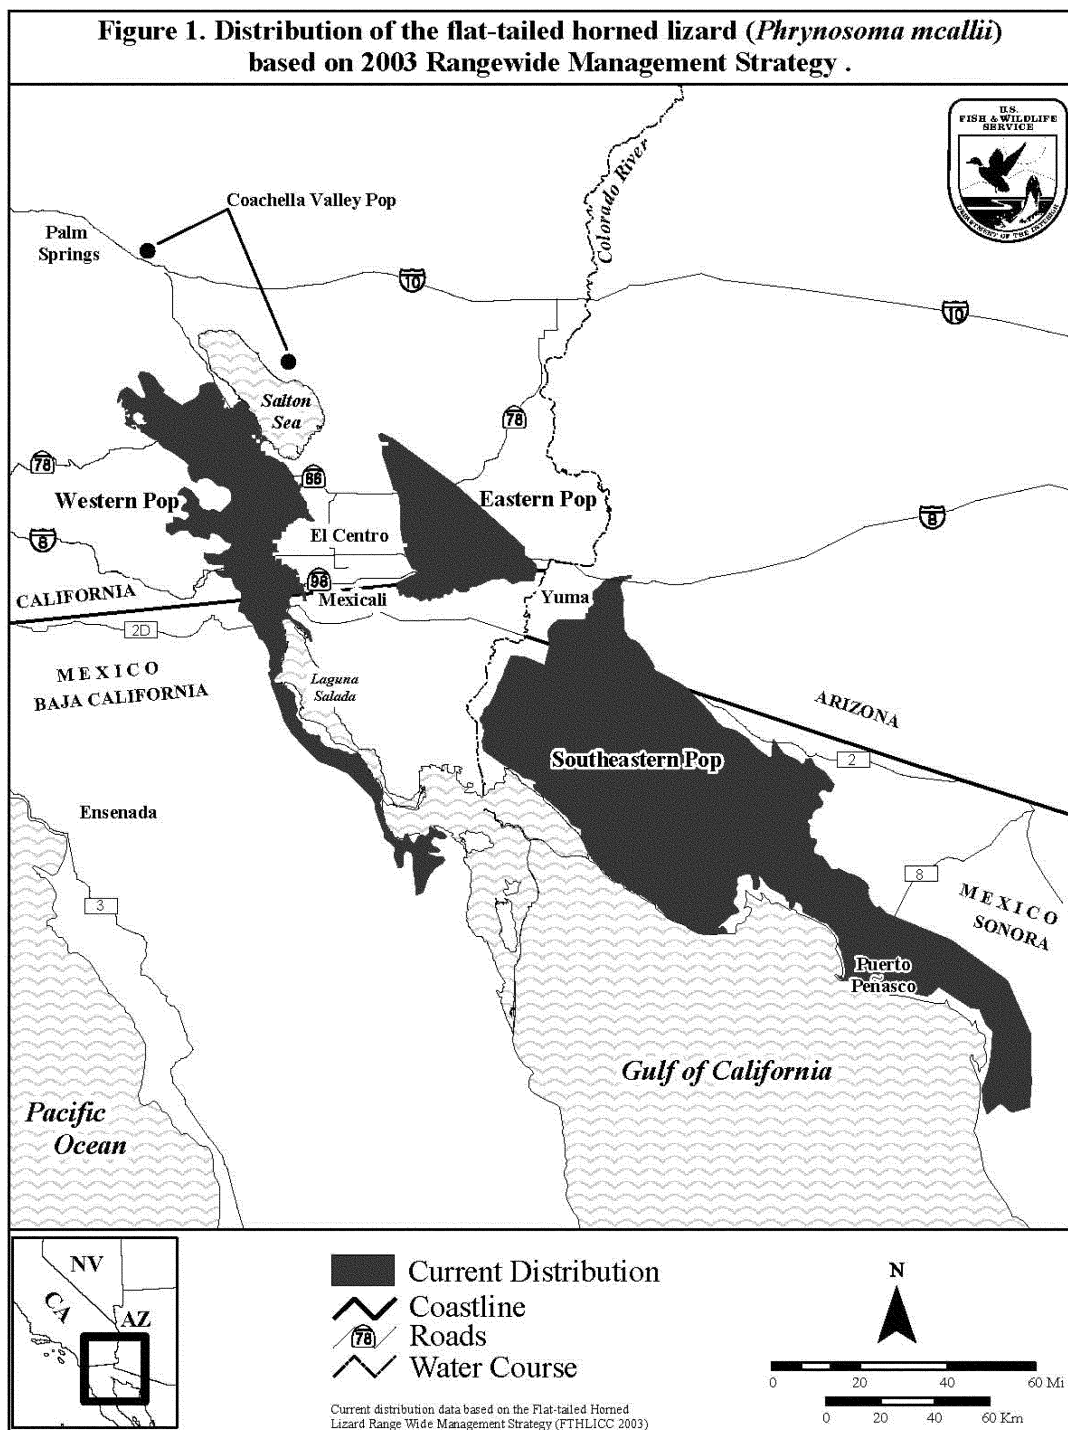 Figure 1. Distribution of the flat-tailed horned lizard (Phrynosoma mcallii)
based on 2003 Rangewide Management Strategy .
U.S.
FISH & WILDLIFE
SERVICE
DEPARTMENT OF THE INTERIOR
Colorado River
Coachella Valley Pop
Palm
Springs
10
10
Salton
Sea
78
78
86
Western Pop
Eastern Pop
8
8
El Centro
98
CALIFORNIA
Mexicali
Yuma
2D
MEXICO
BAJA CALIFORNIA
Laguna
Salada
ARIZONA
Southeastern Pop
2
Ensenada
8
3
MEXICO
SONORA
Puerto
Peñasco
Gulf of California
Pacific
Ocean
NV
CA
AZ
Current Distribution
Coastline
78
Roads
Water Course
Current distribution data based on the Flat-tailed Horned
Lizard Range Wide Management Strategy (FTHLICC 2003)
N
0 20 40 60 Mi
0 20 40 60 Km